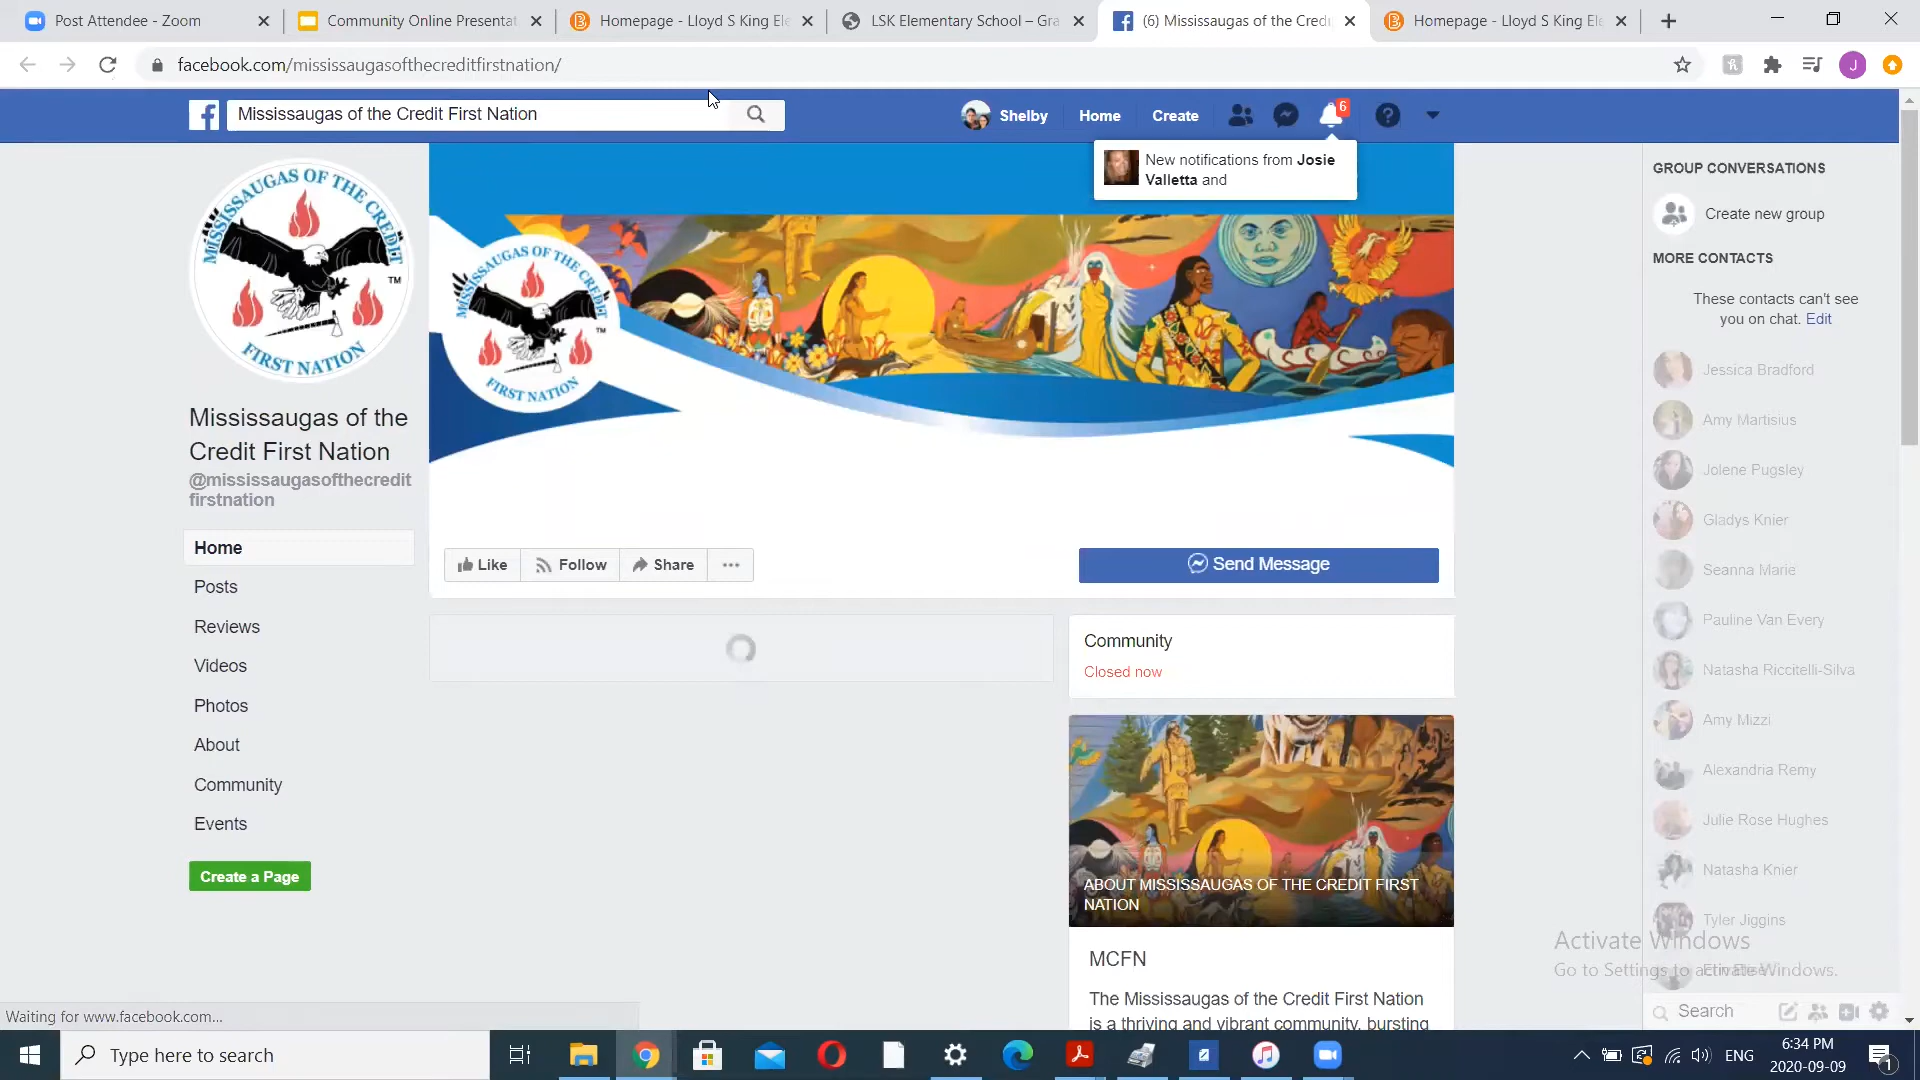 Post Attendee - Zoom
Community Online Presentat
Homepage - Lloyd S King Ele
LSK Elementary School – Gra
(6) Mississaugas of the Credi
Homepage - Lloyd S King Ele
facebook.com/mississaugasofthecreditfirstnation/
J
Mississaugas of the Credit First Nation
Shelby
Home
Create
6
New notifications from Josie
Valletta and
MISSISSAUGAS OF THE CREDIT
TM
FIRST NATION
MISSISSAUGAS OF THE CREDIT
TM
FIRST NATION
Mississaugas of the
Credit First Nation
@mississaugasofthecredit
firstnation
Home
Posts
Reviews
Videos
Photos
About
Community
Events
Create a Page
Like
Follow
Share
Send Message
Community
Closed now
ABOUT MISSISSAUGAS OF THE CREDIT FIRST
NATION
MCFN
The Mississaugas of the Credit First Nation
is a thriving and vibrant community, bursting
GROUP CONVERSATIONS
Create new group
MORE CONTACTS
These contacts can't see
you on chat. Edit
Jessica Bradford
Amy Martisius
Jolene Pugsley
Gladys Knier
Seanna Marie
Pauline Van Every
Natasha Riccitelli-Silva
Amy Mizzi
Alexandria Remy
Julie Rose Hughes
Natasha Knier
Tyler Jiggins
Activate Windows
Go to Settings to activate Windows.
Search
Waiting for www.facebook.com...
Type here to search
ENG
6:34 PM
2020-09-09
1